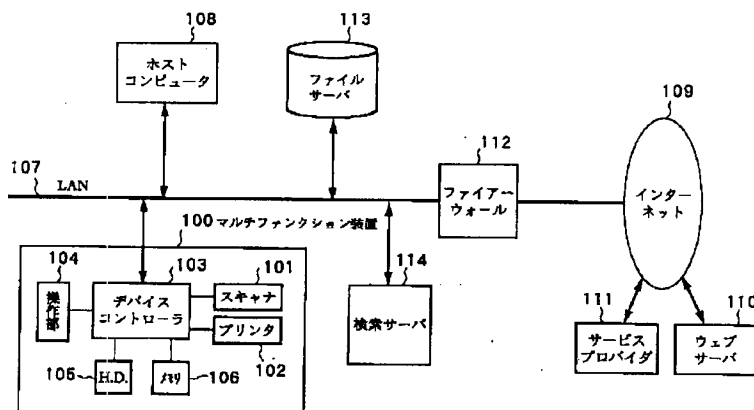 108
ホスト
コンピュータ
113
ファイル
サーバ
109
インター
ネット
112
ファイアー
ウォール
107
LAN
100 マルチファンクション装置
104
操作部
103
デバイス
コントローラ
101
スキャナ
プリンタ
102
105
H.D.
メモリ
106
114
検索サーバ
111
サービス
プロバイダ
110
ウェブ
サーバ